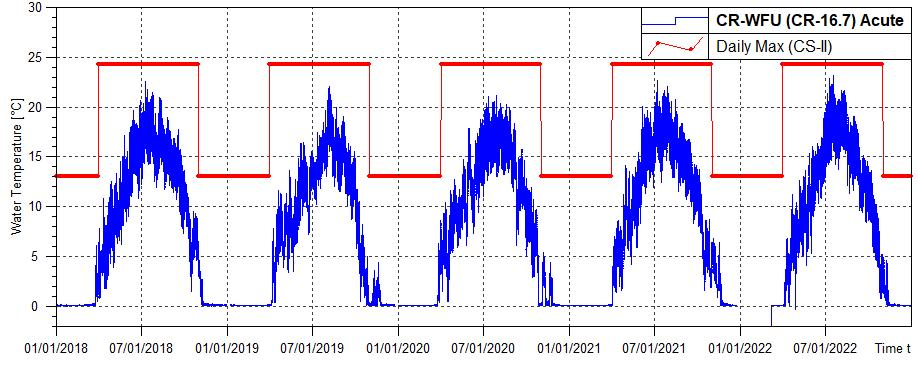 30
CR-WFU (CR-16.7) Acute
Daily Max (CS-II)
25
20
15
10
5
0
Water Temperature [°C]
01/01/2018 07/01/2018 01/01/2019 07/01/2019 01/01/2020 07/01/2020 01/01/2021 07/01/2021 01/01/2022 07/01/2022 Time t